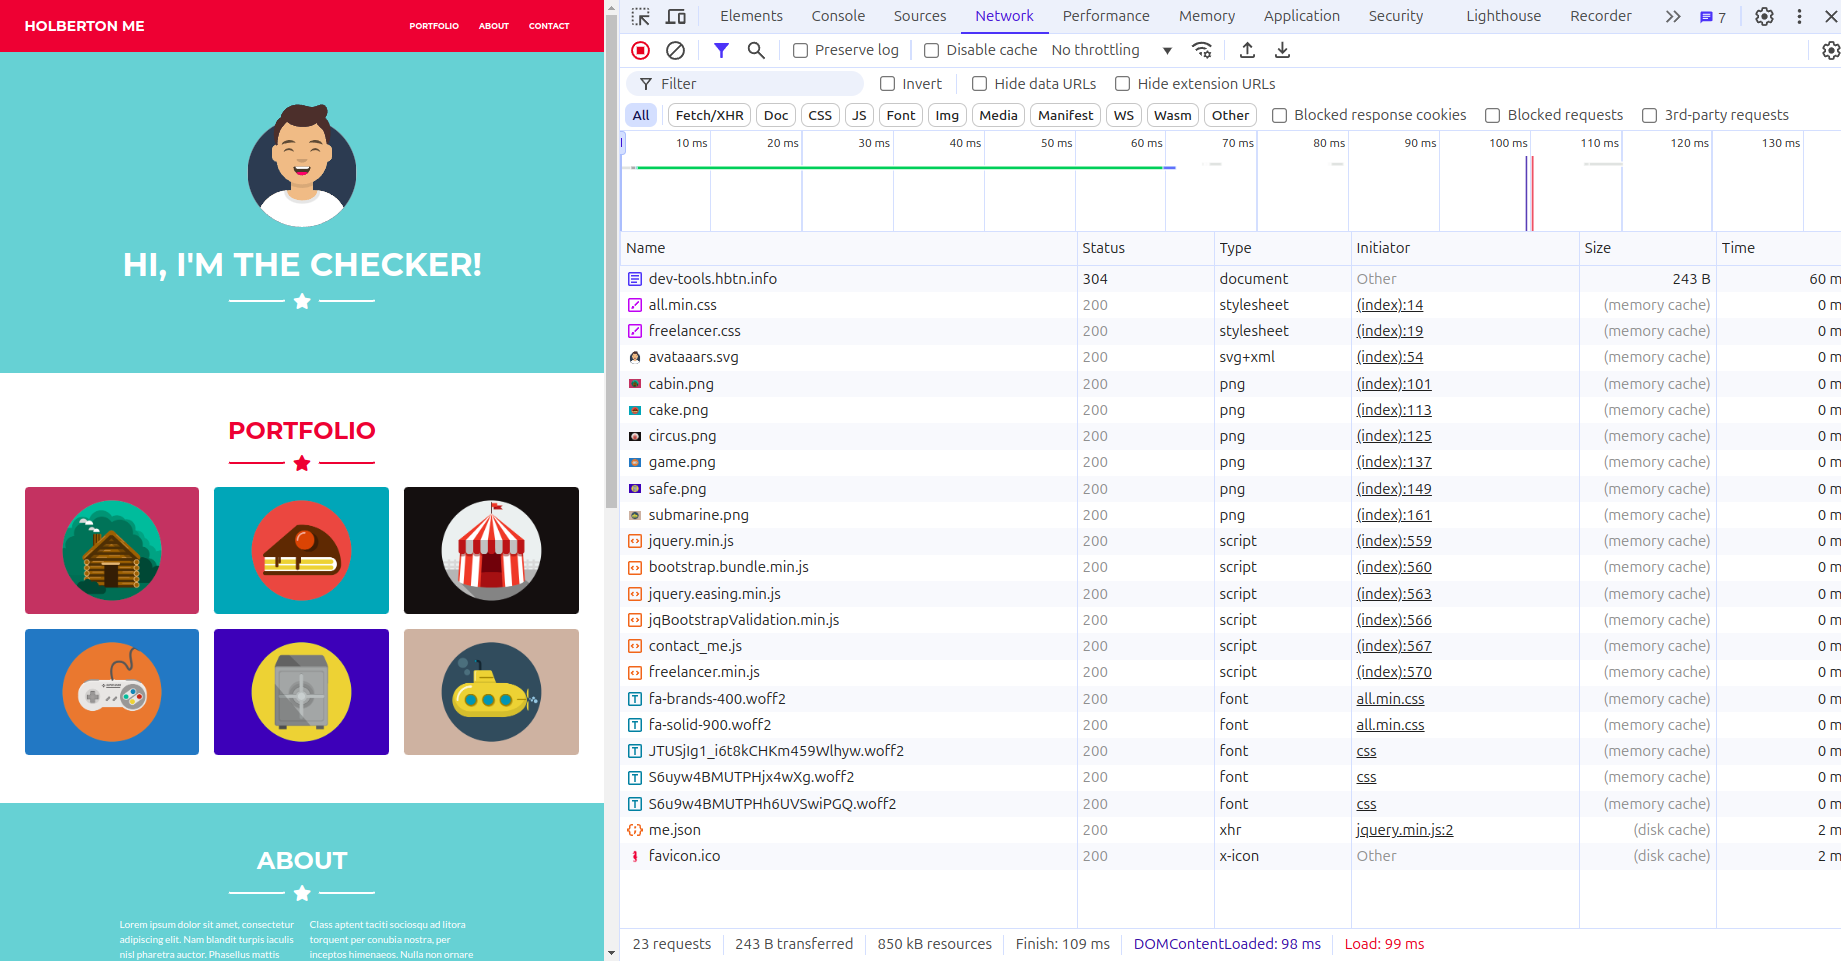 HOLBERTON ME
PORTFOLIO ABOUT CONTACT
HI, I'M THE CHECKER!
PORTFOLIO
ABOUT
Lorem ipsum dolor sit amet, consectetur
adipiscing elit. Nam blandit turpis iaculis
nisl pharetra auctor. Phasellus mattis
Class aptent taciti sociosqu ad litora
torquent per conubia nostra, per
inceptos himenaeos. Nulla non ornare
Elements Console Sources Network Performance Memory Application Security Lighthouse Recorder 7
Preserve log Disable cache No throttling
Filter Invert Hide data URLs Hide extension URLs
All Fetch/XHR Doc CSS JS Font Img Media Manifest WS Wasm Other Blocked response cookies Blocked requests 3rd-party requests
10 ms 20 ms 30 ms 40 ms 50 ms 60 ms 70 ms 80 ms 90 ms 100 ms 110 ms 120 ms 130 ms
Name Status Type Initiator Size Time
dev-tools.hbtn.info 304 document Other 243 B 60 m
all.min.css 200 stylesheet (index):14 (memory cache) 0 m
freelancer.css 200 stylesheet (index):19 (memory cache) 0 m
avataaars.svg 200 svg+xml (index):54 (memory cache) 0 m
cabin.png 200 png (index):101 (memory cache) 0 m
cake.png 200 png (index):113 (memory cache) 0 m
circus.png 200 png (index):125 (memory cache) 0 m
game.png 200 png (index):137 (memory cache) 0 m
safe.png 200 png (index):149 (memory cache) 0 m
submarine.png 200 png (index):161 (memory cache) 0 m
jquery.min.js 200 script (index):559 (memory cache) 0 m
bootstrap.bundle.min.js 200 script (index):560 (memory cache) 0 m
jquery.easing.min.js 200 script (index):563 (memory cache) 0 m
jqBootstrapValidation.min.js 200 script (index):566 (memory cache) 0 m
contact_me.js 200 script (index):567 (memory cache) 0 m
freelancer.min.js 200 script (index):570 (memory cache) 0 m
fa-brands-400.woff2 200 font all.min.css (memory cache) 0 m
fa-solid-900.woff2 200 font all.min.css (memory cache) 0 m
JTUSjIg1_i6t8kCHKm459Wlhyw.woff2 200 font css (memory cache) 0 m
S6uyw4BMUTPHjx4wXg.woff2 200 font css (memory cache) 0 m
S6u9w4BMUTPHh6UVSwiPGQ.woff2 200 font css (memory cache) 0 m
me.json 200 xhr jquery.min.js:2 (disk cache) 2 m
favicon.ico 200 x-icon Other (disk cache) 2 m
23 requests 243 B transferred 850 kB resources Finish: 109 ms DOMContentLoaded: 98 ms Load: 99 ms